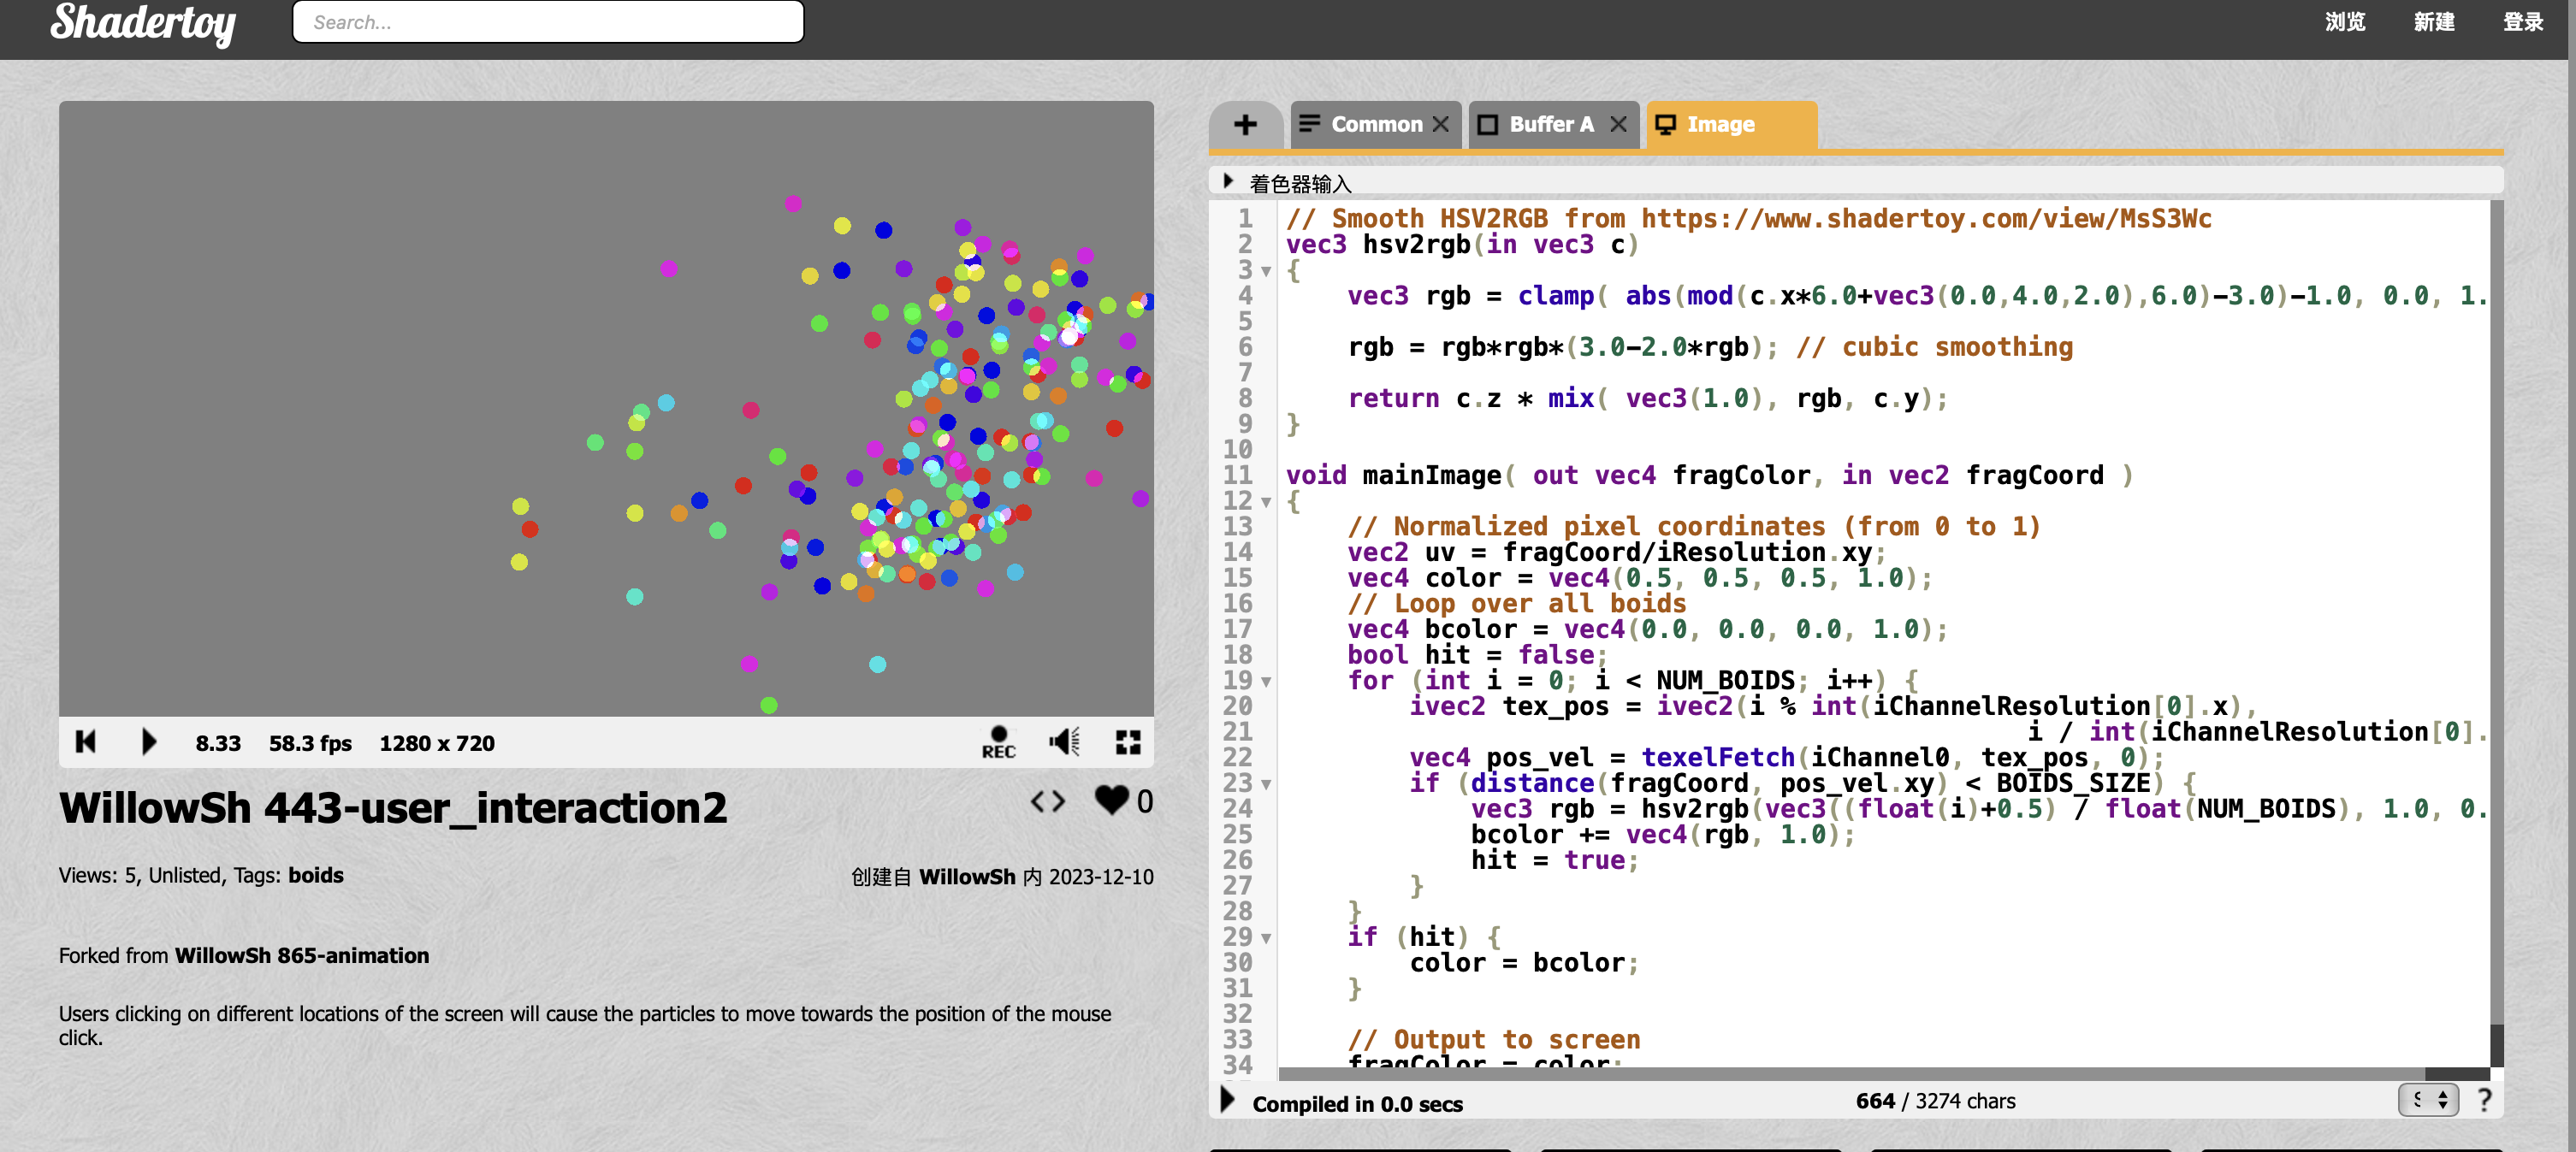 Shadertoy
Search...
浏览 新建 登录
8.33 58.3 fps 1280 x 720
REC
WillowSh 443-user_interaction2
0
Views: 5, Unlisted, Tags: boids
创建自 WillowSh 内 2023-12-10
Forked from WillowSh 865-animation
Users clicking on different locations of the screen will cause the particles to move towards the position of the mouse
click.
+ Common Buffer A Image
着色器输入
1 // Smooth HSV2RGB from https://www.shadertoy.com/view/MsS3Wc
2 vec3 hsv2rgb(in vec3 c)
3 {
4 vec3 rgb = clamp( abs(mod(c.x*6.0+vec3(0.0,4.0,2.0),6.0)-3.0)-1.0, 0.0, 1.
5
6 rgb = rgb*rgb*(3.0-2.0*rgb); // cubic smoothing
7
8 return c.z * mix( vec3(1.0), rgb, c.y);
9 }
10
11 void mainImage( out vec4 fragColor, in vec2 fragCoord )
12 {
13 // Normalized pixel coordinates (from 0 to 1)
14 vec2 uv = fragCoord/iResolution.xy;
15 vec4 color = vec4(0.5, 0.5, 0.5, 1.0);
16 // Loop over all boids
17 vec4 bcolor = vec4(0.0, 0.0, 0.0, 1.0);
18 bool hit = false;
19 for (int i = 0; i < NUM_BOIDS; i++) {
20 ivec2 tex_pos = ivec2(i % int(iChannelResolution[0].x),
21 i / int(iChannelResolution[0].
22 vec4 pos_vel = texelFetch(iChannel0, tex_pos, 0);
23 if (distance(fragCoord, pos_vel.xy) < BOIDS_SIZE) {
24 vec3 rgb = hsv2rgb(vec3((float(i)+0.5) / float(NUM_BOIDS), 1.0, 0.
25 bcolor += vec4(rgb, 1.0);
26 hit = true;
27 }
28 }
29 if (hit) {
30 color = bcolor;
31 }
32
33 // Output to screen
34 fragColor = color;
Compiled in 0.0 secs
664 / 3274 chars
?